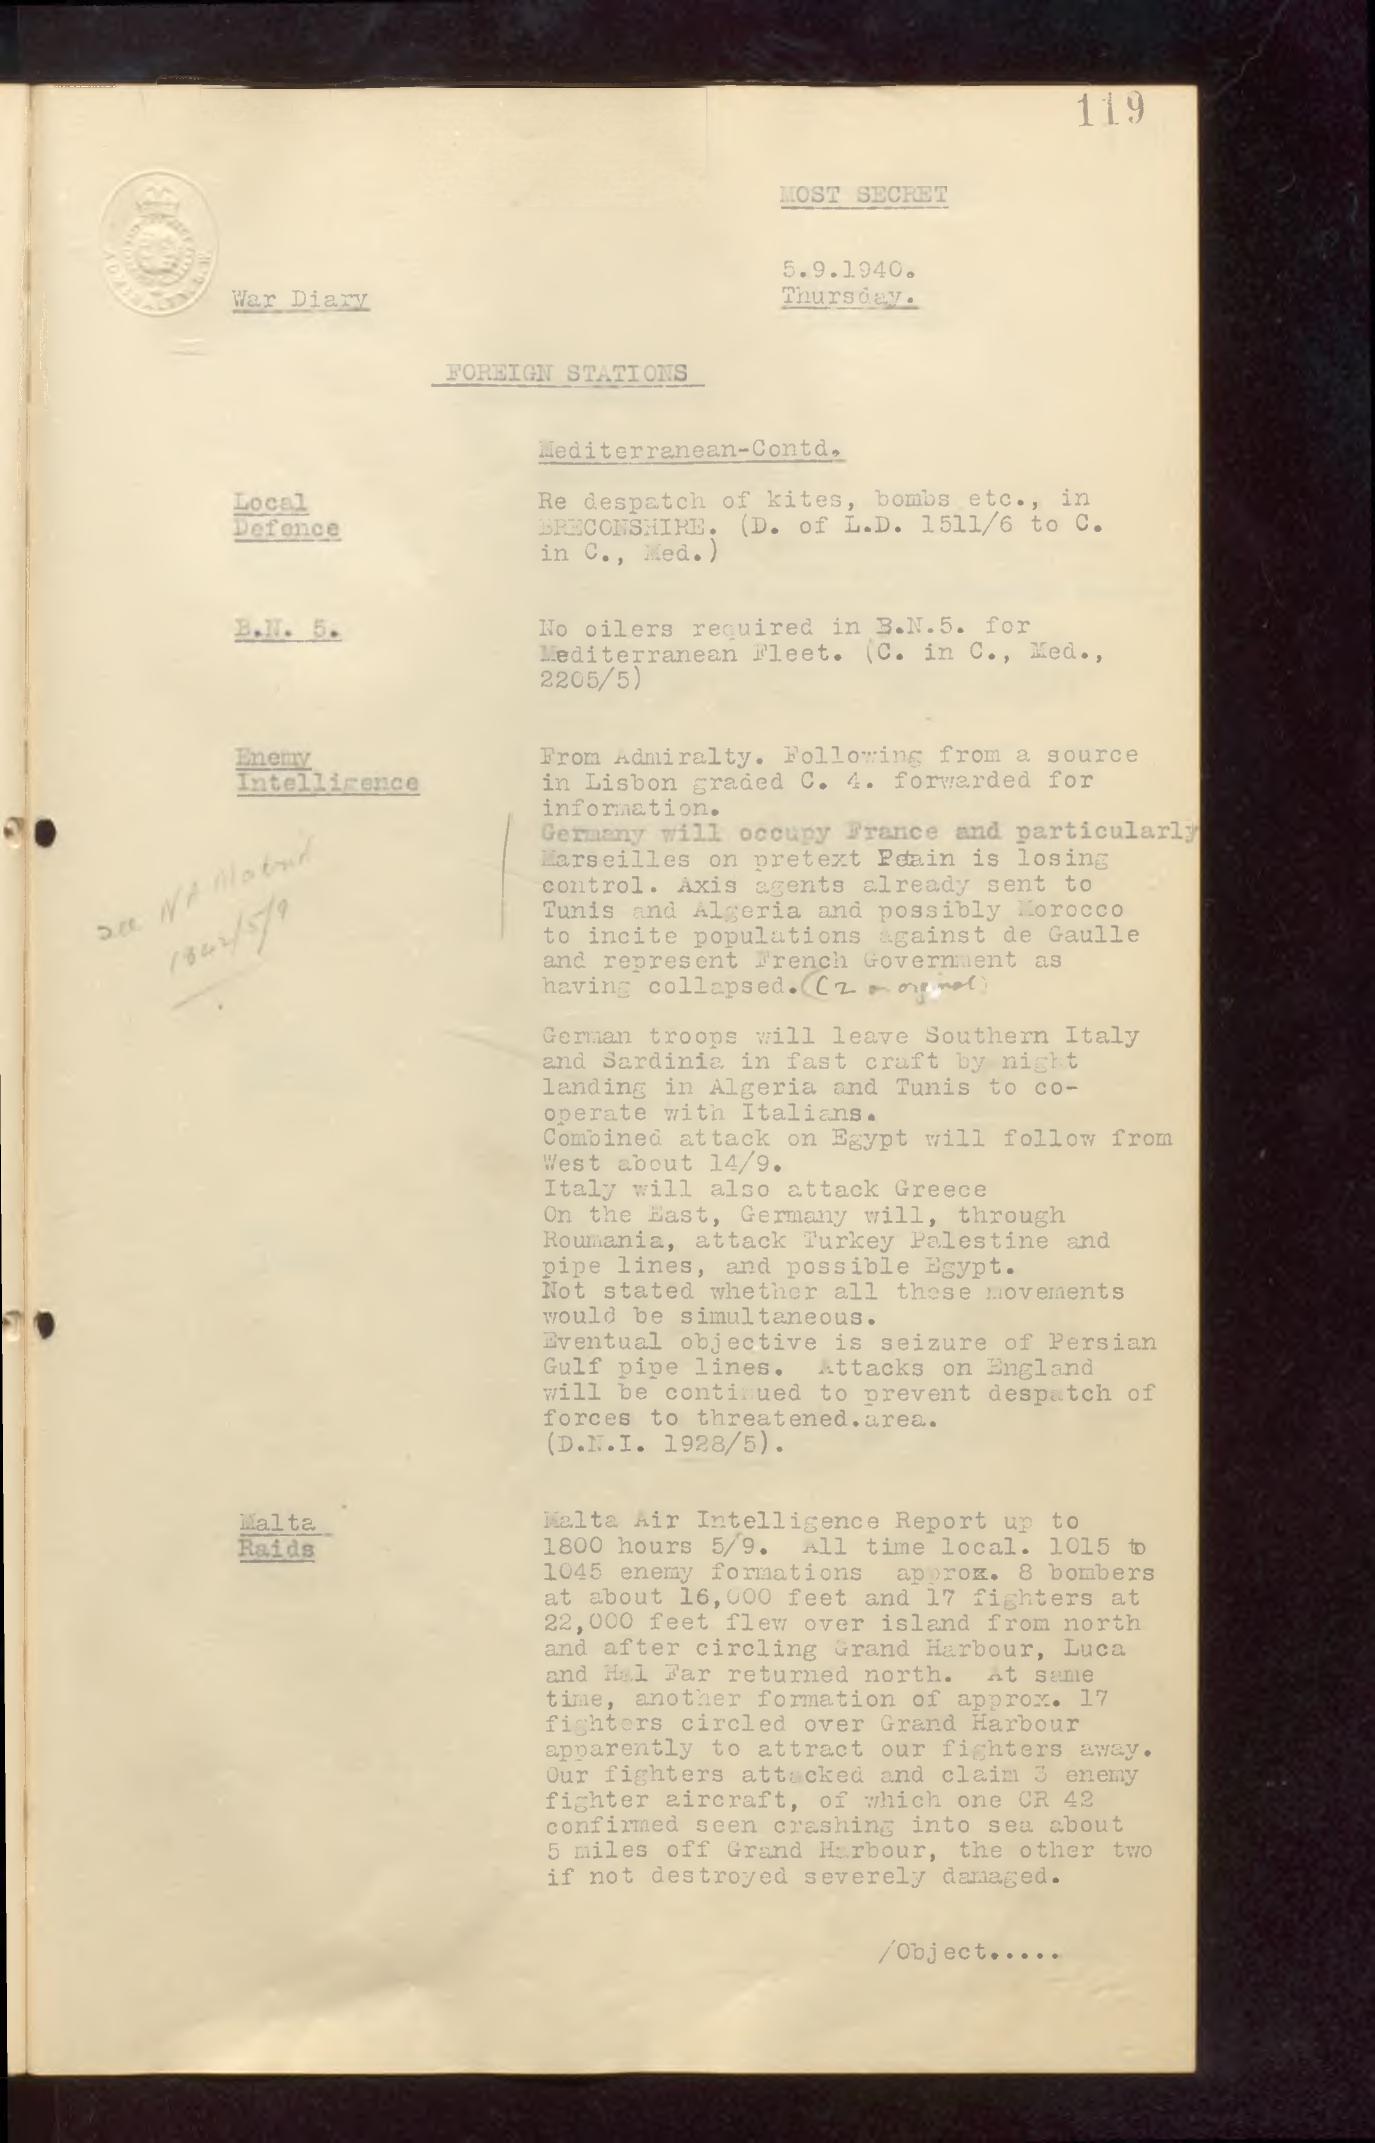 119
MOST SECRET
5.9.1940.
Thursday.
War Diary
FOREIGN STATIONS
Mediterranean-Contd.
Local
Defence
Re despatch of kites, bombs etc., in
BRECONSHIRE. (D. of L.D. 1511/6 to C.
in C., Med.)
B.N. 5.
No oilers required in B.N.5. for
Mediterranean Fleet. (C. in C., Med.,
2205/5)
Enemy
Intelligence
From Admiralty. Following from a source
in Lisbon graded C. 4. forwarded for
information.
Germany will occupy France and particularly
Marseilles on pretext Petain is losing
control. Axis agents already sent to
Tunis and Algeria and possibly Morocco
to incite populations against de Gaulle
and represent French Government as
having collapsed. (C2 on original)
see NA Madrid
1842/5/9
German troops will leave Southern Italy
and Sardinia in fast craft by night
landing in Algeria and Tunis to co-
operate with Italians.
Combined attack on Egypt will follow from
West about 14/9.
Italy will also attack Greece
On the East, Germany will, through
Roumania, attack Turkey Palestine and
pipe lines, and possible Egypt.
Not stated whether all these movements
would be simultaneous.
Eventual objective is seizure of Persian
Gulf pipe lines. Attacks on England
will be continued to prevent despatch of
forces to threatened.area.
(D.N.I. 1928/5).
Malta
Raids
Malta Air Intelligence Report up to
1800 hours 5/9. All time local. 1015 to
1045 enemy formations approx. 8 bombers
at about 16,000 feet and 17 fighters at
22,000 feet flew over island from north
and after circling Grand Harbour, Luca
and Hal Far returned north. At same
time, another formation of approx. 17
fighters circled over Grand Harbour
apparently to attract our fighters away.
Our fighters attacked and claim 3 enemy
fighter aircraft, of which one CR 42
confirmed seen crashing into sea about
5 miles off Grand Harbour, the other two
if not destroyed severely damaged.
/Object.....